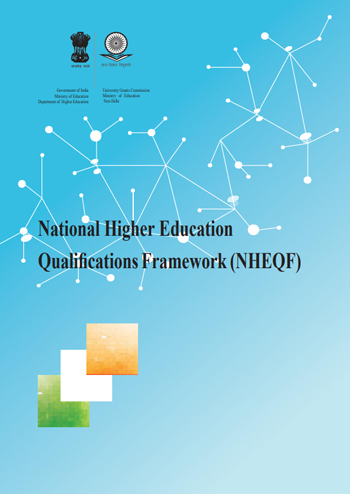 Government of India
Ministry of Education
Department of Higher Education
University Grants Commission
Ministry of Education
New Delhi
National Higher Education
Qualifications Framework (NHEQF)